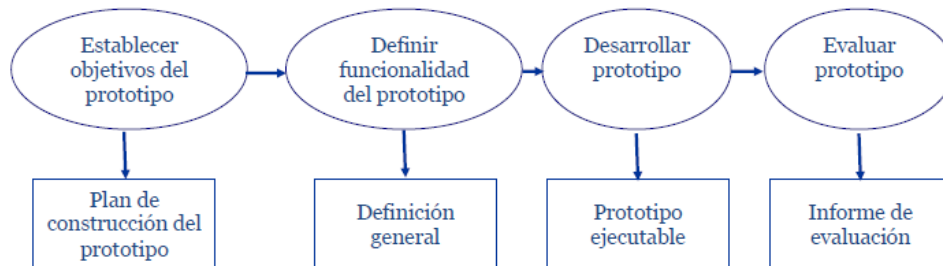 Establecer
objetivos del
prototipo
Definir
funcionalidad
del prototipo
Desarrollar
prototipo
Evaluar
prototipo
Plan de
construcción del
prototipo
Definición
general
Prototipo
ejecutable
Informe de
evaluación